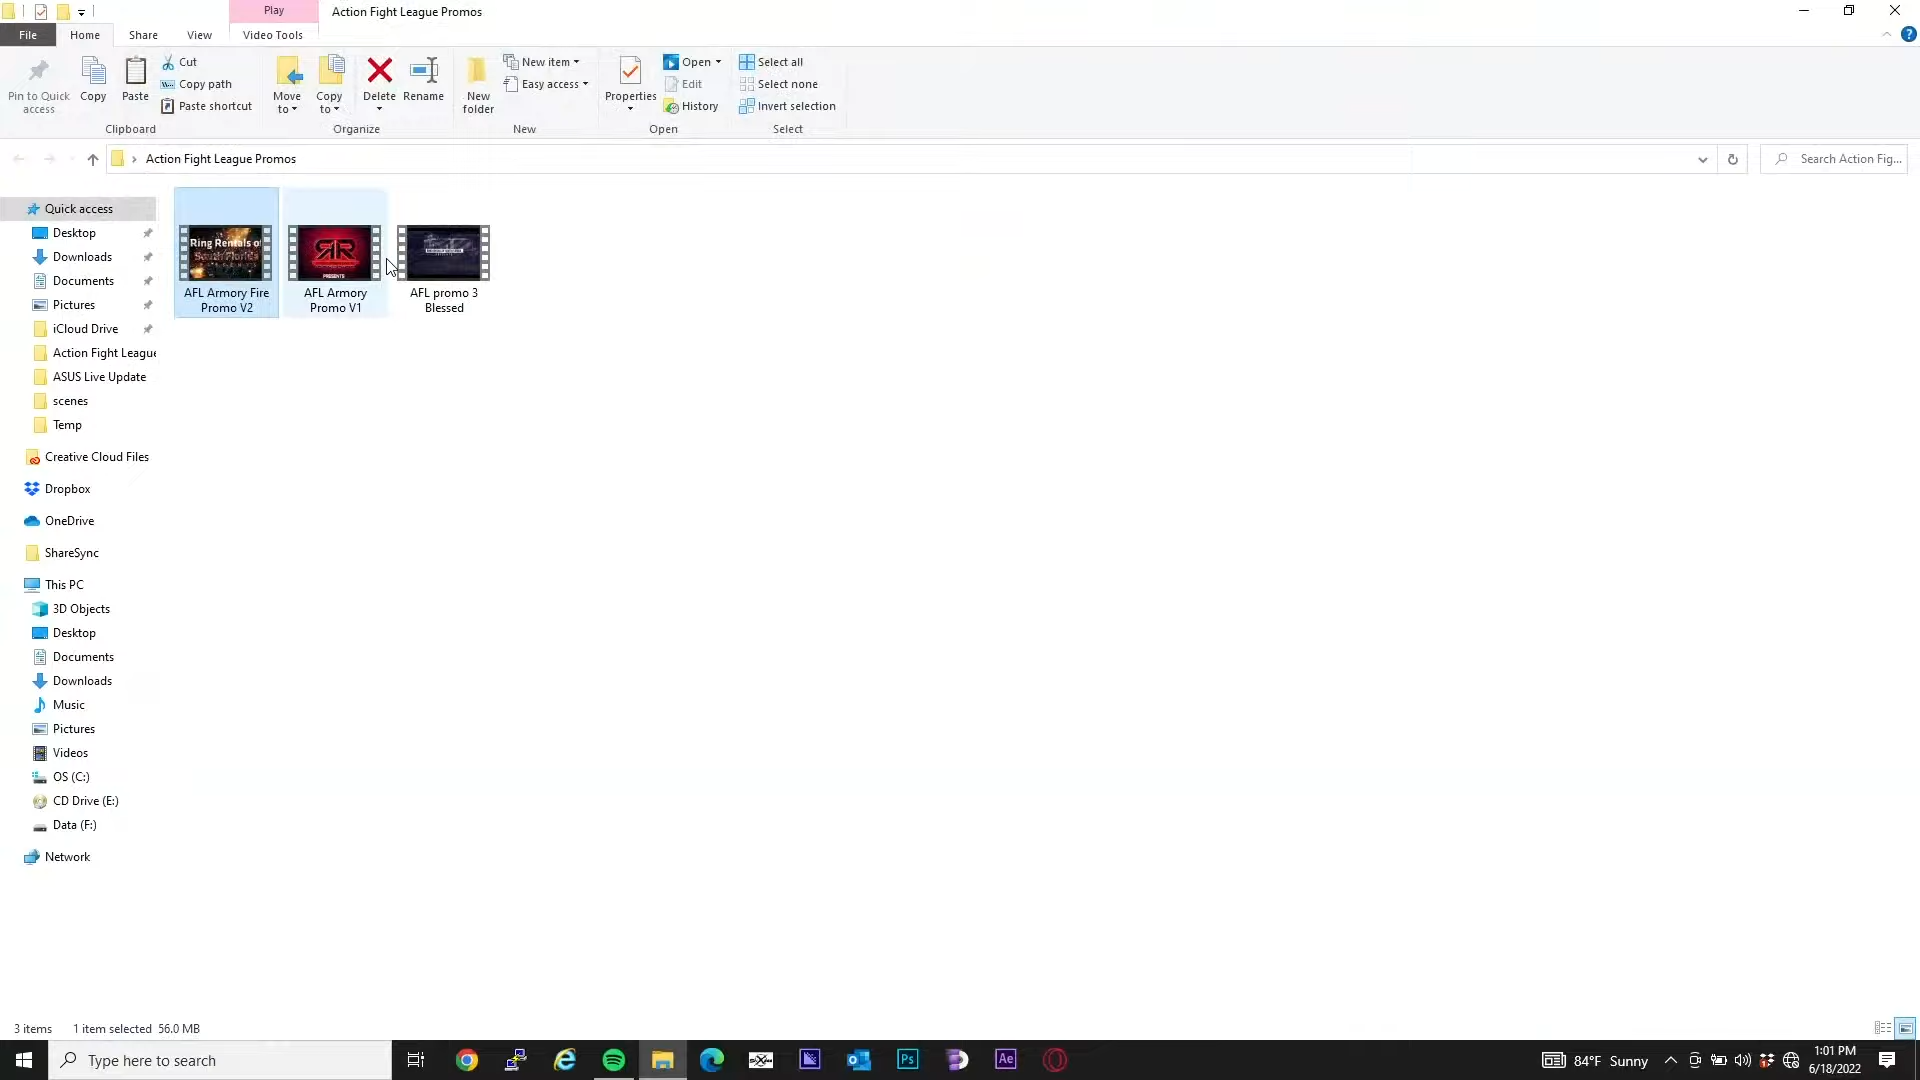 Play
Action Fight League Promos
File
Home
Share
View
Video Tools
Pin to Quick
access
Copy
Paste
Cut
Copy path
Paste shortcut
Clipboard
Move
to
Copy
to
Delete
Rename
Organize
New
folder
New item
Easy access
New
Properties
Open
Edit
History
Open
Select all
Select none
Invert selection
Select
Action Fight League Promos
Search Action Fig...
Quick access
Desktop
Downloads
Documents
Pictures
iCloud Drive
Action Fight League
ASUS Live Update
scenes
Temp
Creative Cloud Files
Dropbox
OneDrive
ShareSync
This PC
3D Objects
Desktop
Documents
Downloads
Music
Pictures
Videos
OS (C:)
CD Drive (E:)
Data (F:)
Network
Ring Rentals of
South Florida
AFL Armory Fire
Promo V2
PRESENTS
AFL Armory
Promo V1
AFL promo 3
Blessed
3 items
1 item selected 56.0 MB
Type here to search
Ps
Ae
84°F Sunny
1:01 PM
6/18/2022